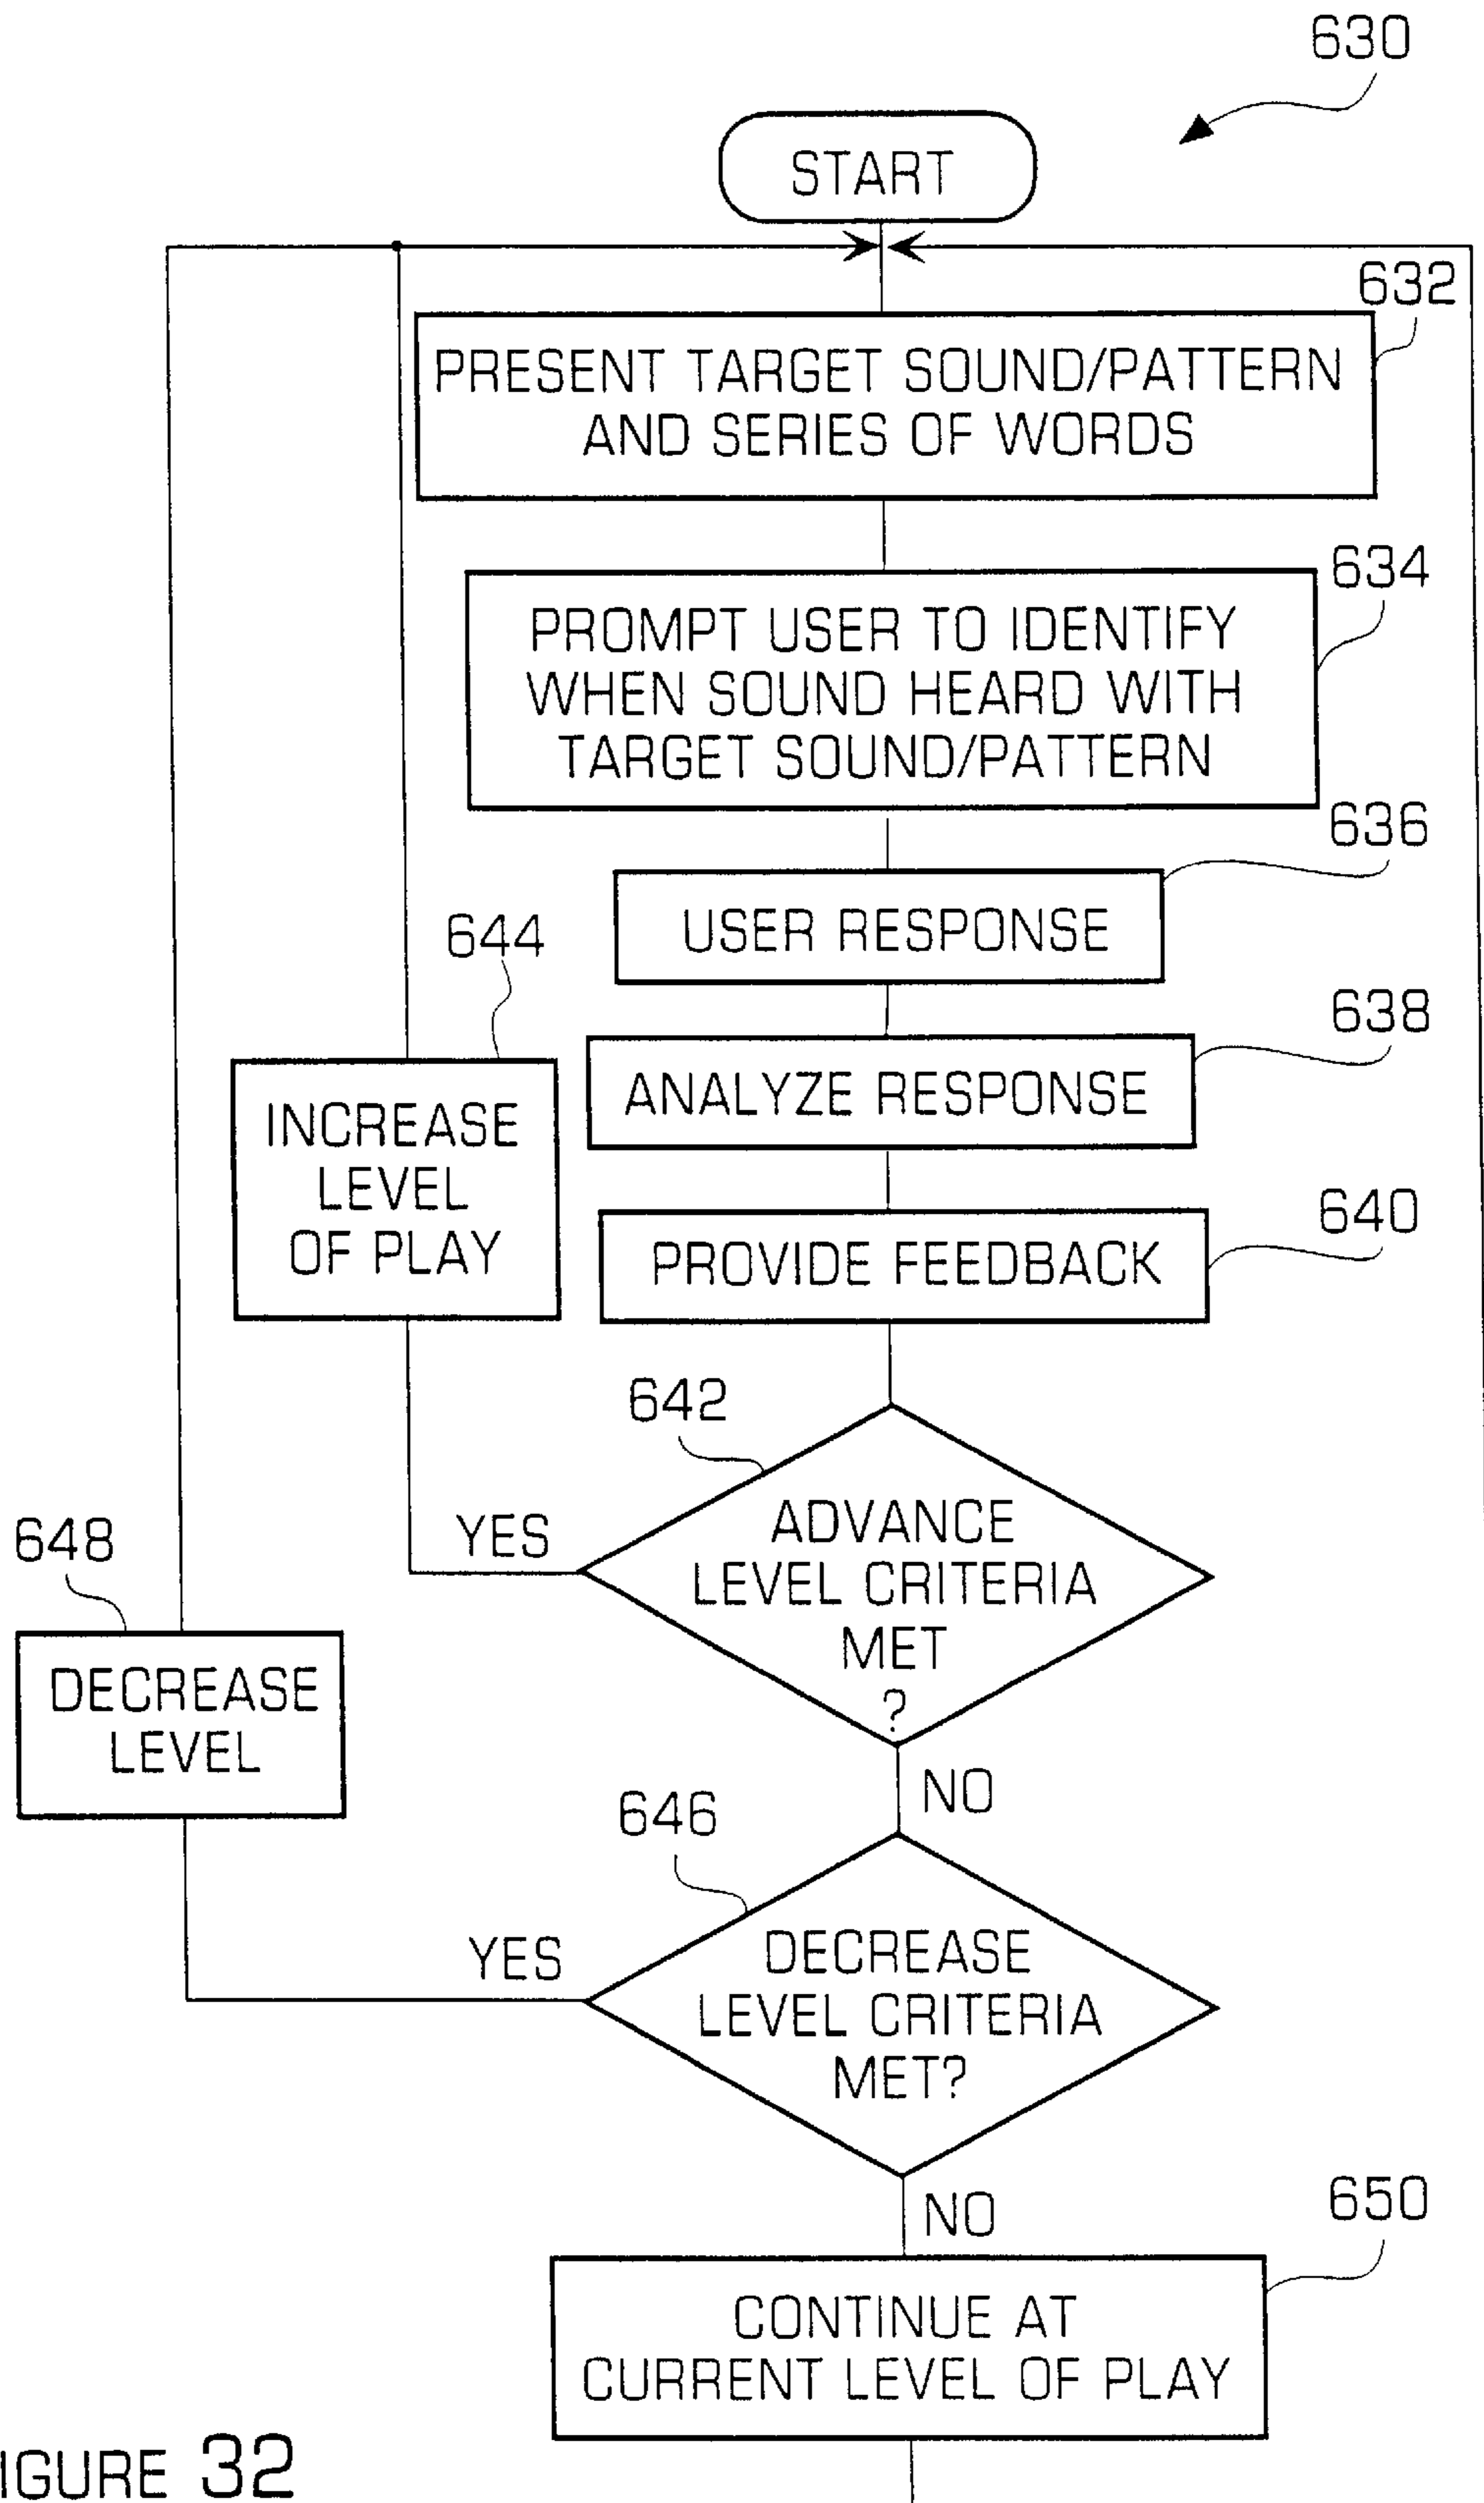 630
START
632
PRESENT TARGET SOUND/PATTERN
AND SERIES OF WORDS
634
PROMPT USER TO IDENTIFY
WHEN SOUND HEARD WITH
TARGET SOUND/PATTERN
636
USER RESPONSE
644
638
ANALYZE RESPONSE
INCREASE
LEVEL
OF PLAY
640
PROVIDE FEEDBACK
642
YES
ADVANCE
LEVEL CRITERIA
MET
?
648
DECREASE
LEVEL
NO
646
YES
DECREASE
LEVEL CRITERIA
MET?
NO
650
CONTINUE AT
CURRENT LEVEL OF PLAY
IGURE 32